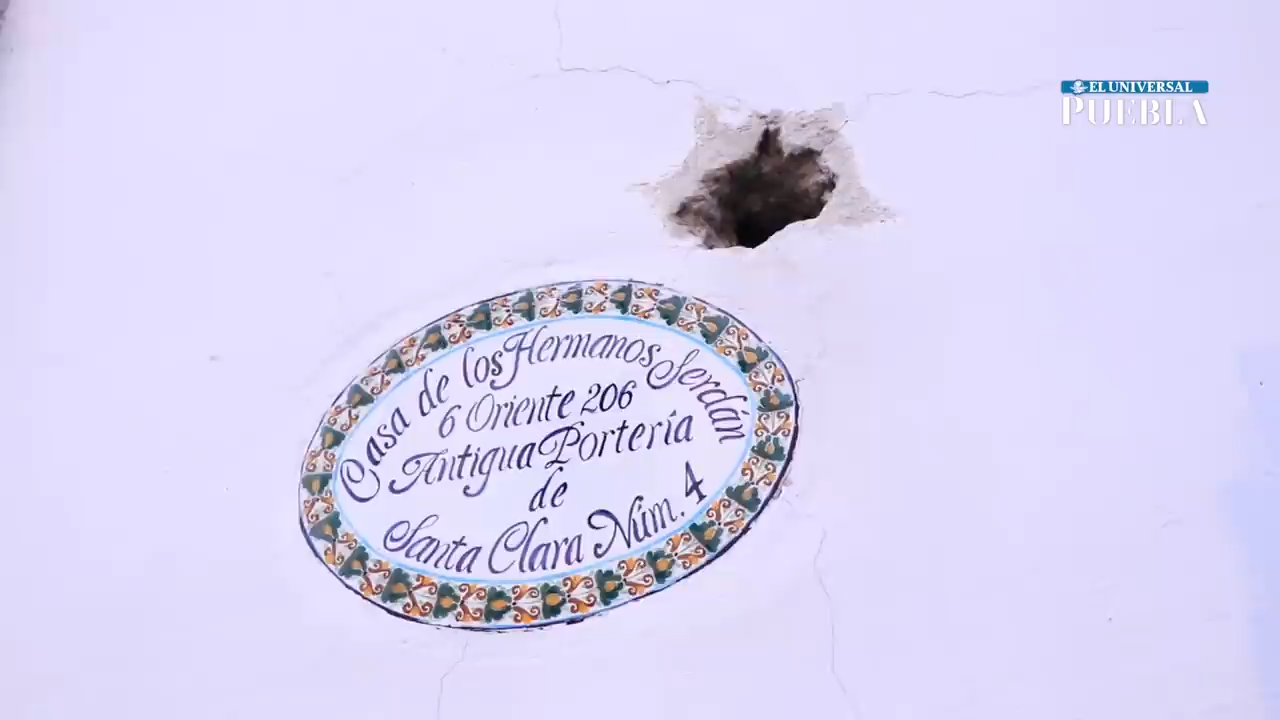 EL UNIVERSAL
PUEBLA
Casa de los Hermanos Serdán
6 Oriente 206
Antigua Portería
de
Santa Clara Núm. 4